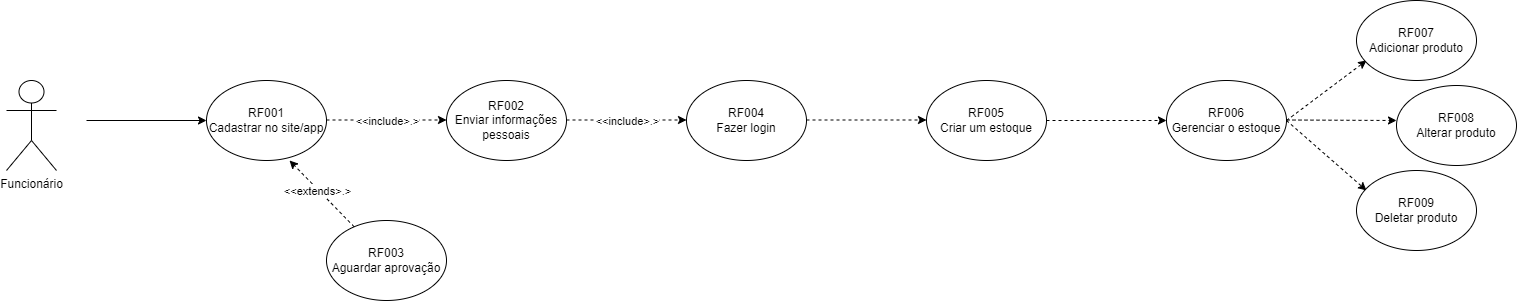 Funcionário
RF001
Cadastrar no site/app
<<include>.>
RF002
Enviar informações
pessoais
<<include>.>
RF004
Fazer login
RF005
Criar um estoque
RF006
Gerenciar o estoque
RF007
Adicionar produto
RF008
Alterar produto
RF009
Deletar produto
<<extends>.>
RF003
Aguardar aprovação